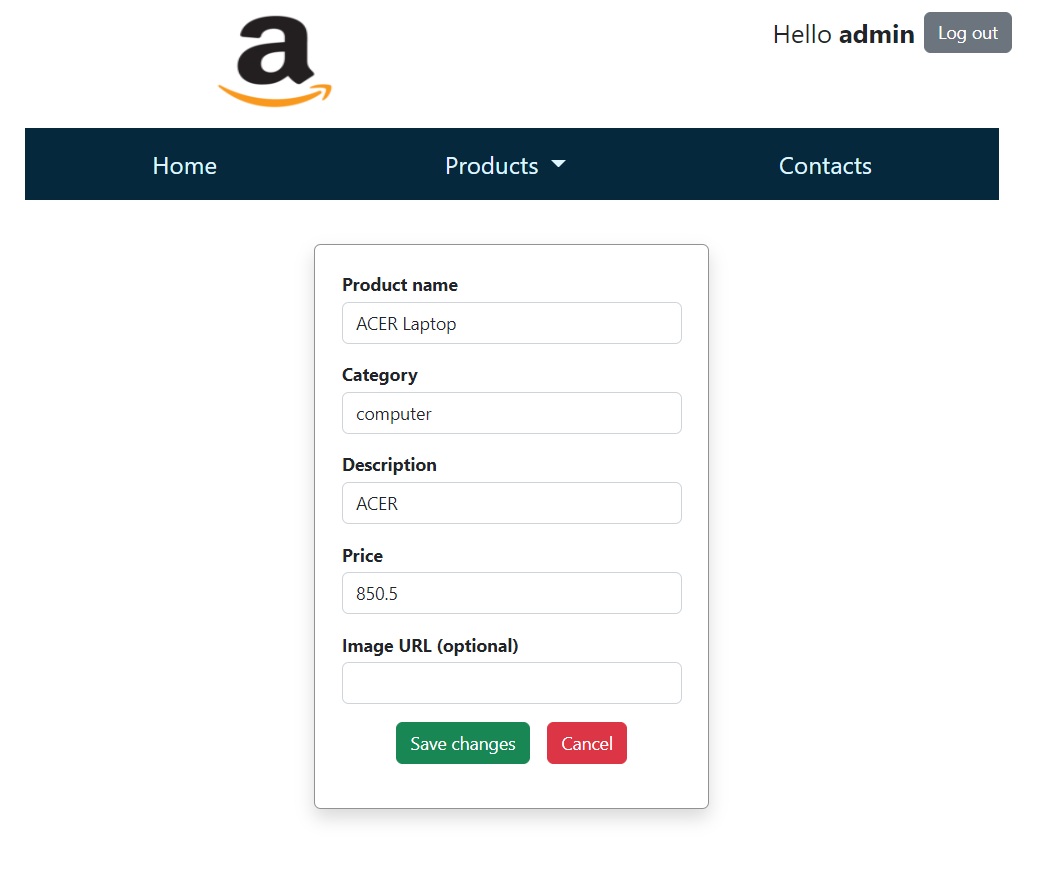 a
Hello admin Log out
Home Products Contacts
Product name
ACER Laptop
Category
computer
Description
ACER
Price
850.5
Image URL (optional)
Save changes Cancel